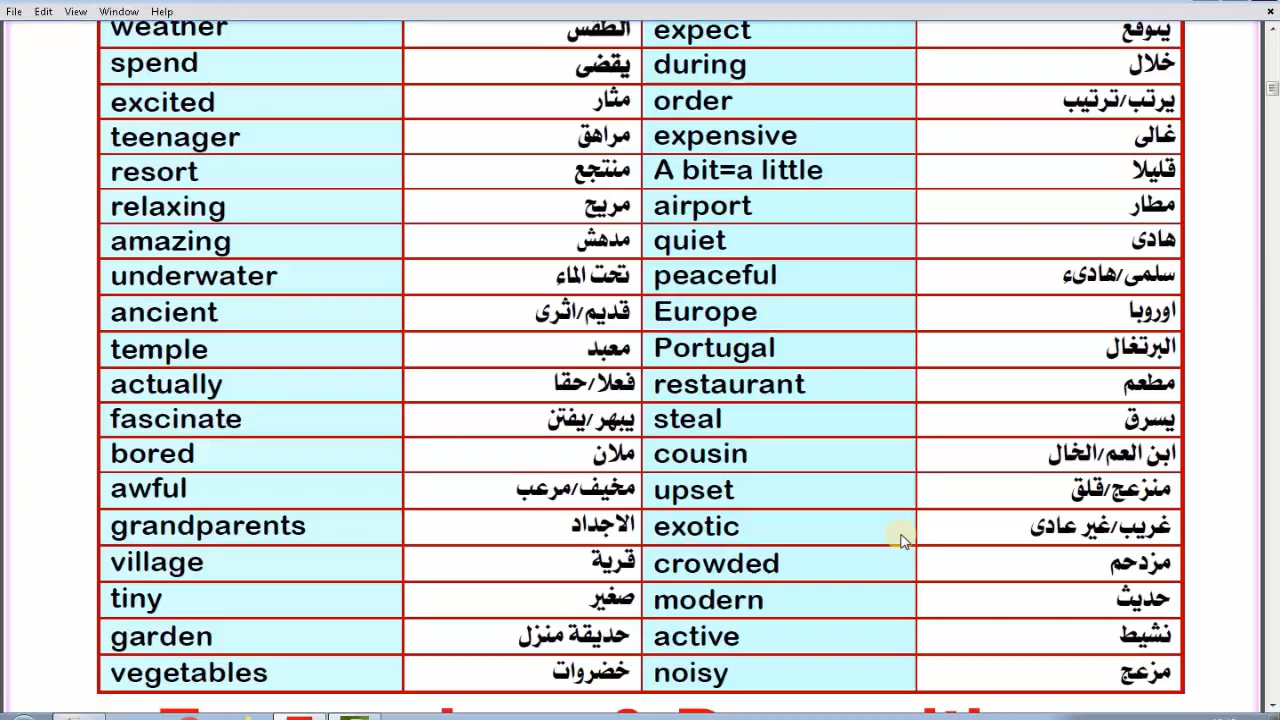 File Edit View Window Help
weather الطقس expect يتوقع
spend يقضى during خلال
excited مثار order يرتب/ترتيب
teenager مراهق expensive غالى
resort منتجع A bit=a little قليلا
relaxing مريح airport مطار
amazing مدهش quiet هادى
underwater تحت الماء peaceful سلمى/هادىء
ancient قديم/اثرى Europe اوروبا
temple معبد Portugal البرتغال
actually فعلا/حقا restaurant مطعم
fascinate يبهر/يفتن steal يسرق
bored ملان cousin ابن العم/الخال
awful مخيف/مرعب upset منزعج/قلق
grandparents الاجداد exotic غريب/غير عادى
village قرية crowded مزدحم
tiny صغير modern حديث
garden حديقة منزل active نشيط
vegetables خضروات noisy مزعج